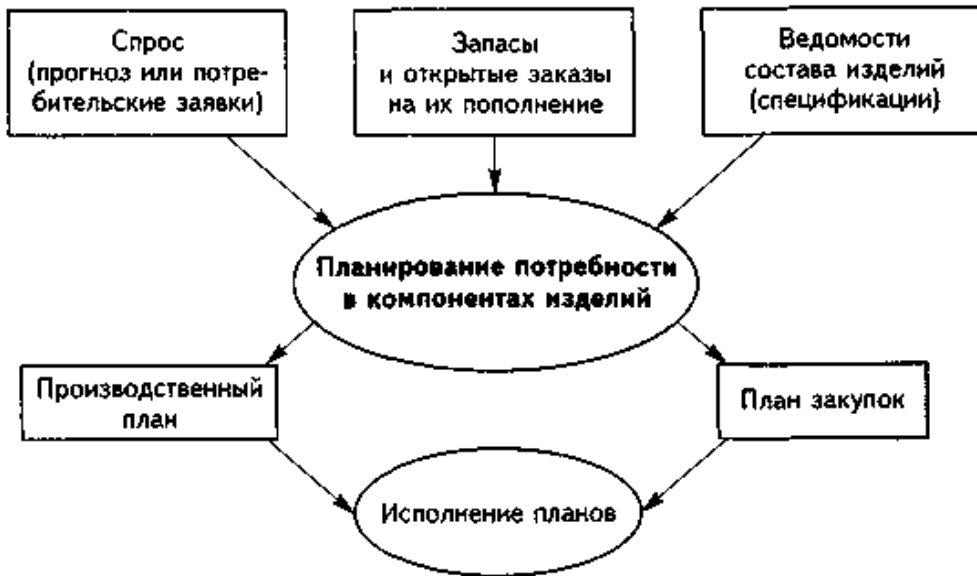 Спрос
(прогноз или потре-
бительские заявки)
Запасы
и открытые заказы
на их пополнение
Ведомости
состава изделий
(спецификации)
Планирование потребности
в компонентах изделий
Производственный
план
План закупок
Исполнение планов